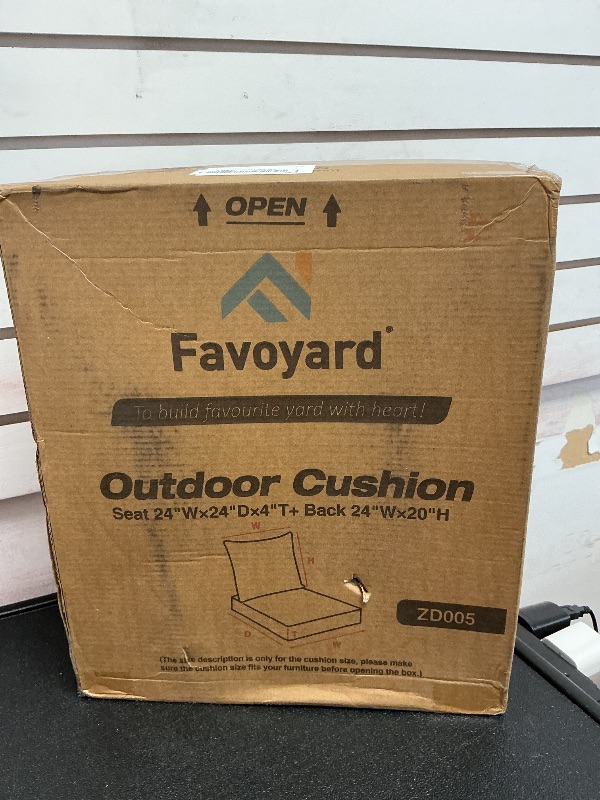 OPEN
Favoyard®
To build favourite yard with heart!
Outdoor Cushion
Seat 24"W×24"D×4"T+ Back 24"W×20"H
W
H
D
T
W
ZD005
(The size description is only for the cushion size, please make
sure the cushion size fits your furniture before opening the box.)